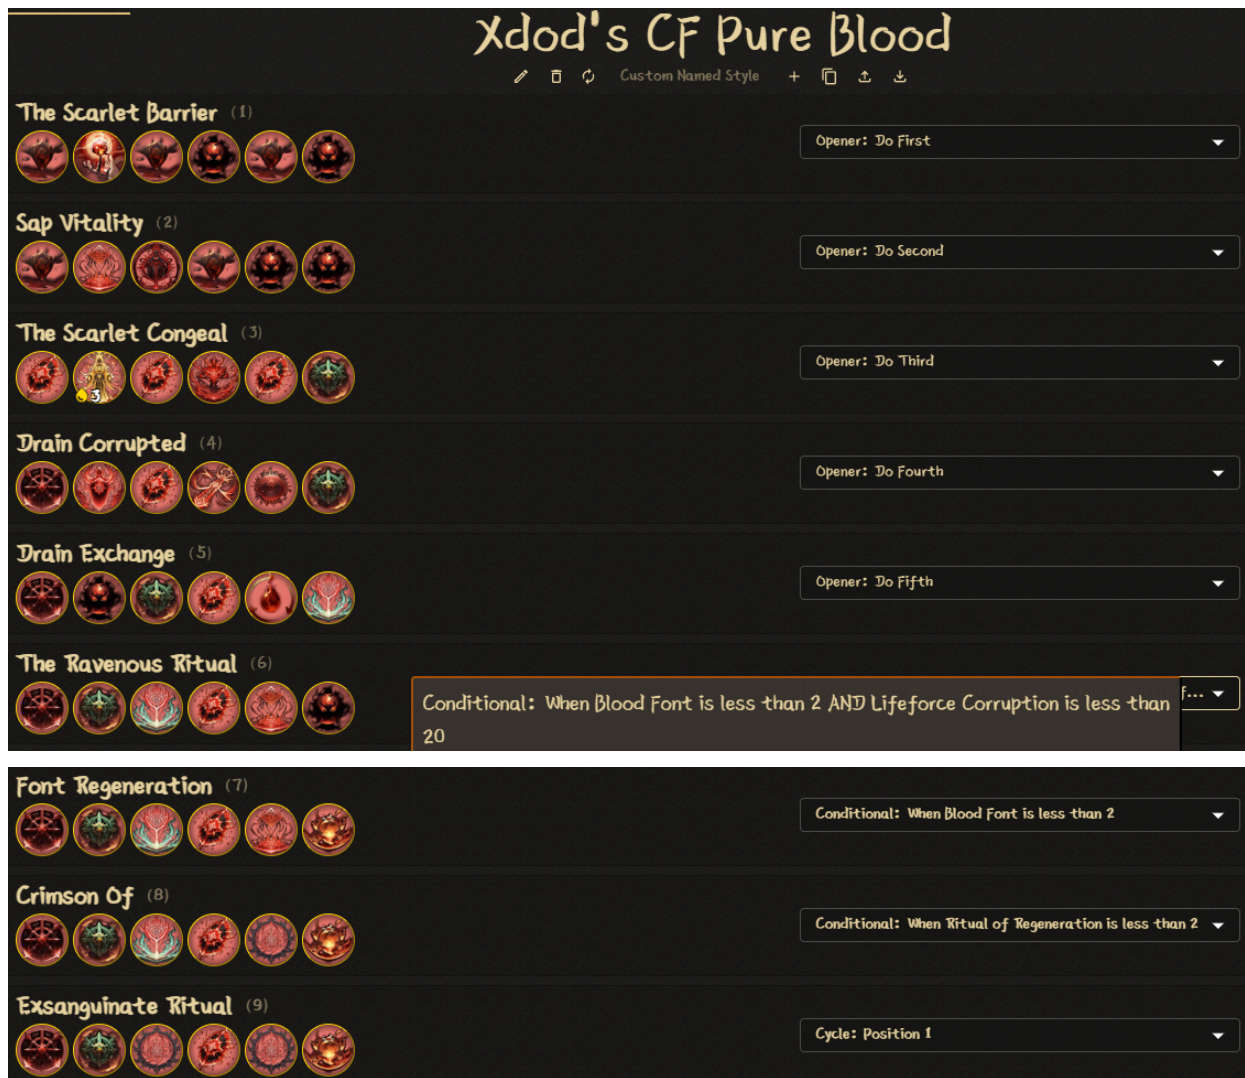 Xdod's CF Pure Blood
Custom Named Style
The Scarlet Barrier (1)
Opener: Do First
Sap Vitality (2)
Opener: Do Second
The Scarlet Congeal (3)
3
Opener: Do Third
Drain Corrupted (4)
Opener: Do Fourth
Drain Exchange (5)
Opener: Do Fifth
The Ravenous Ritual (6)
Conditional: When Blood Font is less than 2 AND Lifeforce Corruption is less than
20
F...
Font Regeneration (7)
Conditional: When Blood Font is less than 2
Crimson Of (8)
Conditional: When Ritual of Regeneration is less than 2
Exsanguinate Ritual (9)
Cycle: Position 1